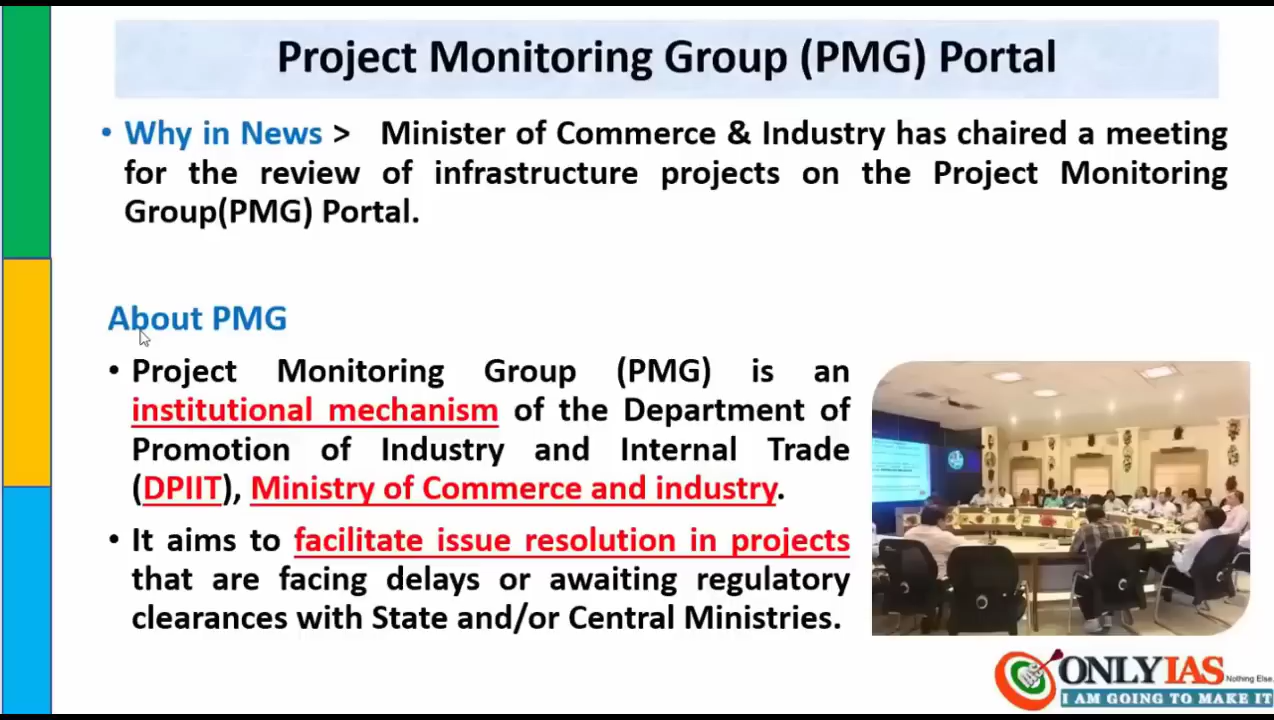 Project Monitoring Group (PMG) Portal
• Why in News > Minister of Commerce & Industry has chaired a meeting
for the review of infrastructure projects on the Project Monitoring
Group(PMG) Portal.
About PMG
• Project Monitoring Group (PMG) is an
institutional mechanism of the Department of
Promotion of Industry and Internal Trade
(DPIIT), Ministry of Commerce and industry.
• It aims to facilitate issue resolution in projects
that are facing delays or awaiting regulatory
clearances with State and/or Central Ministries.
ONLYIAS
Nothing Else.
I AM GOING TO MAKE IT